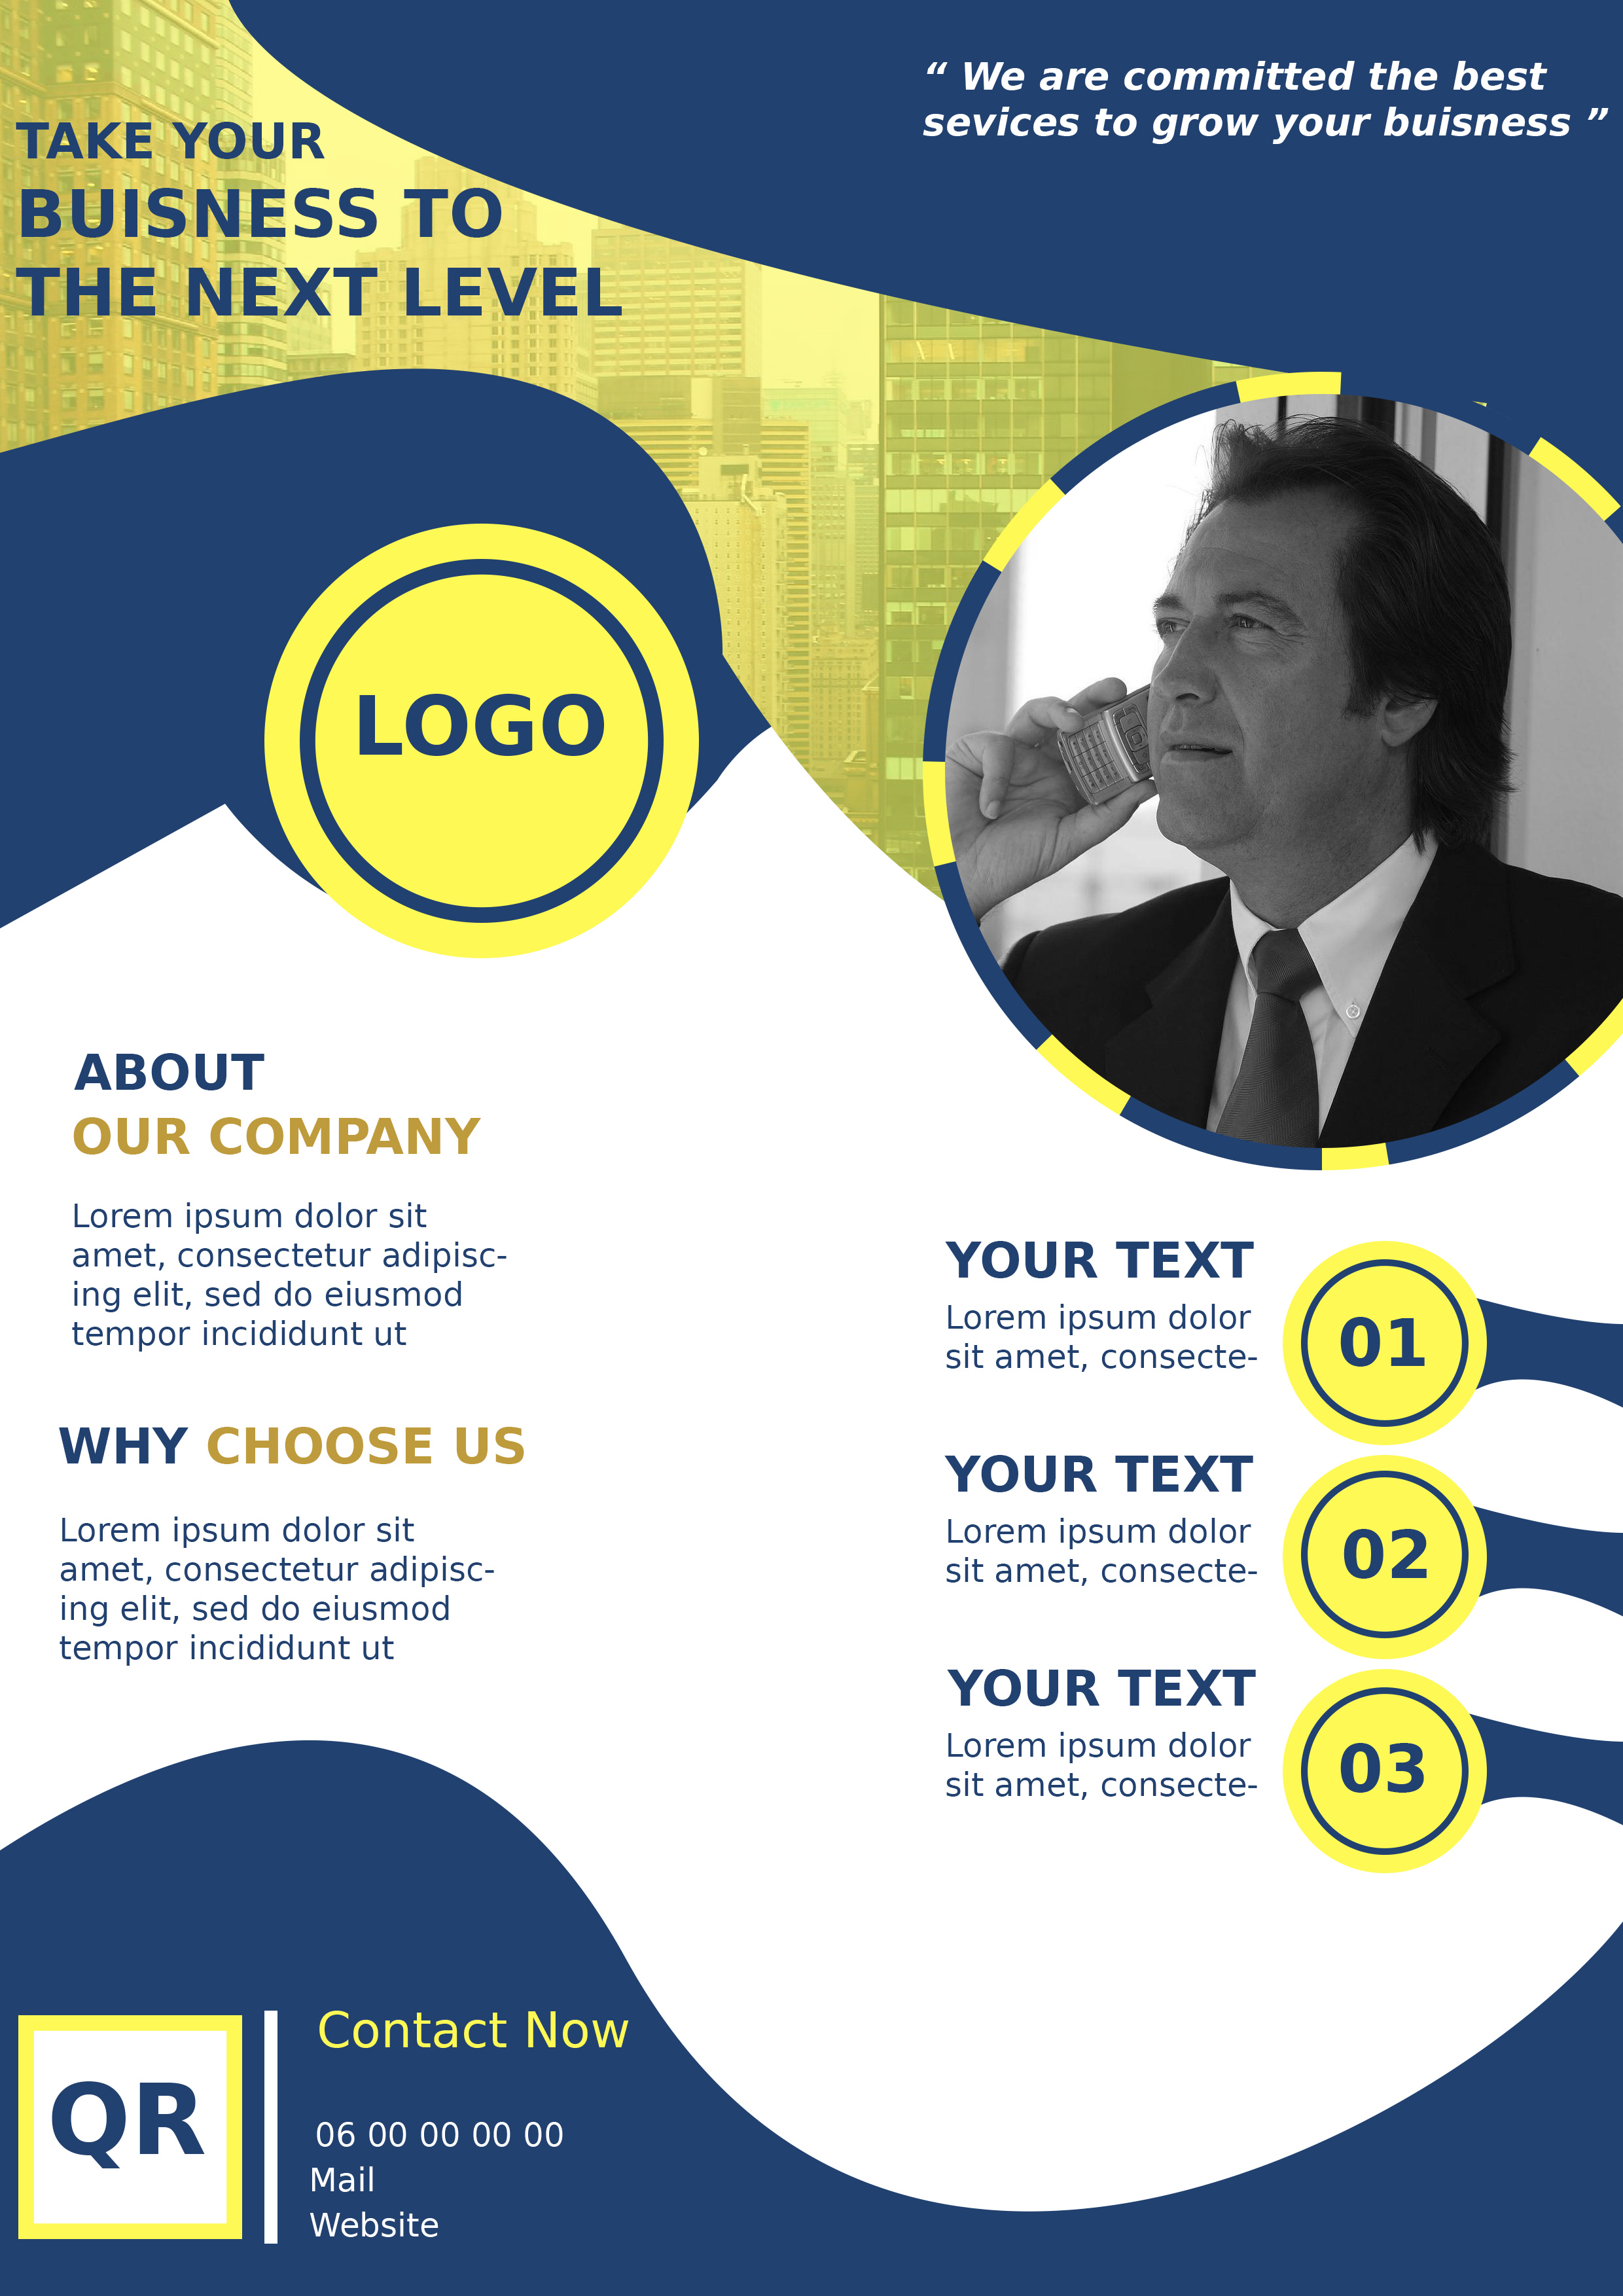 “ We are committed the best
sevices to grow your buisness ”
TAKE YOUR
BUISNESS TO
THE NEXT LEVEL
LOGO
ABOUT
OUR COMPANY
Lorem ipsum dolor sit
amet, consectetur adipisc-
ing elit, sed do eiusmod
tempor incididunt ut
WHY CHOOSE US
Lorem ipsum dolor sit
amet, consectetur adipisc-
ing elit, sed do eiusmod
tempor incididunt ut
YOUR TEXT
Lorem ipsum dolor
sit amet, consecte-
01
YOUR TEXT
Lorem ipsum dolor
sit amet, consecte-
02
YOUR TEXT
Lorem ipsum dolor
sit amet, consecte-
03
QR
Contact Now
06 00 00 00 00
Mail
Website